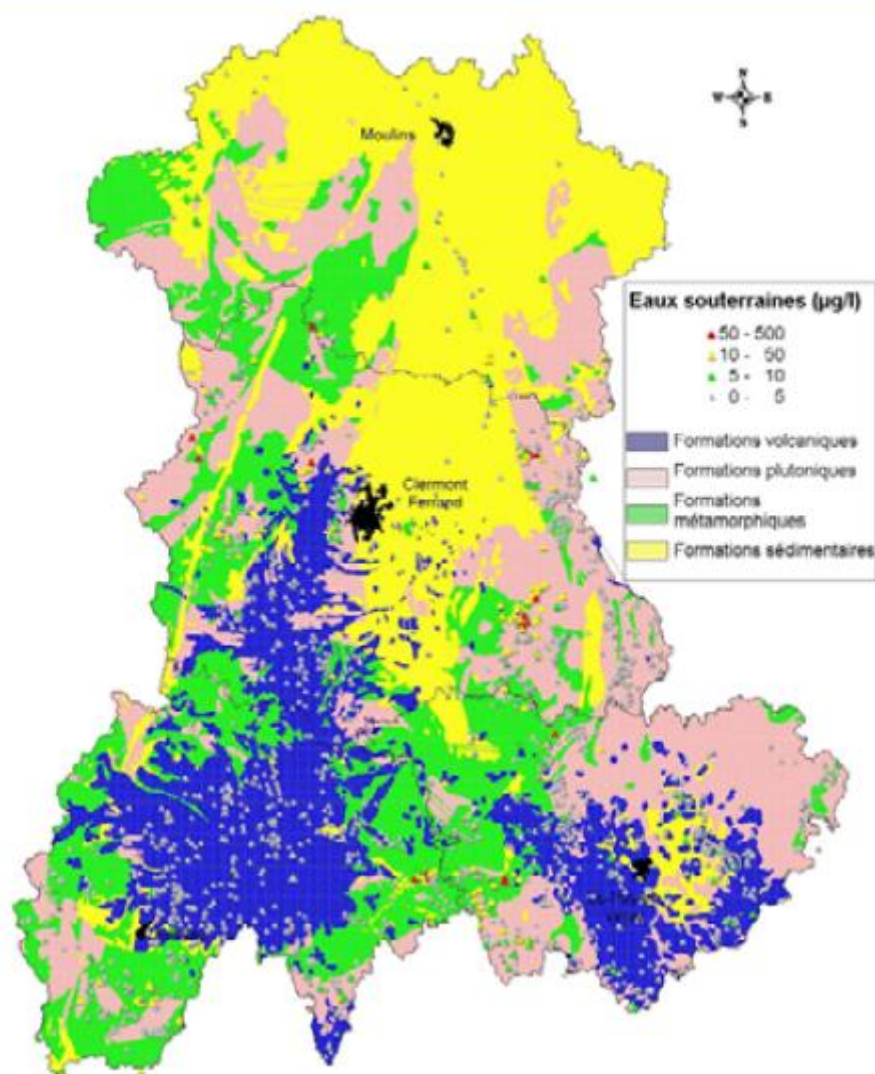 N
W E
S
Moulins
Eaux souterraines (µg/l)
50 - 500
10 - 50
5 - 10
0 - 5
Formations volcaniques
Formations plutoniques
Formations
métamorphiques
Formations sédimentaires
Clermont
Ferrand